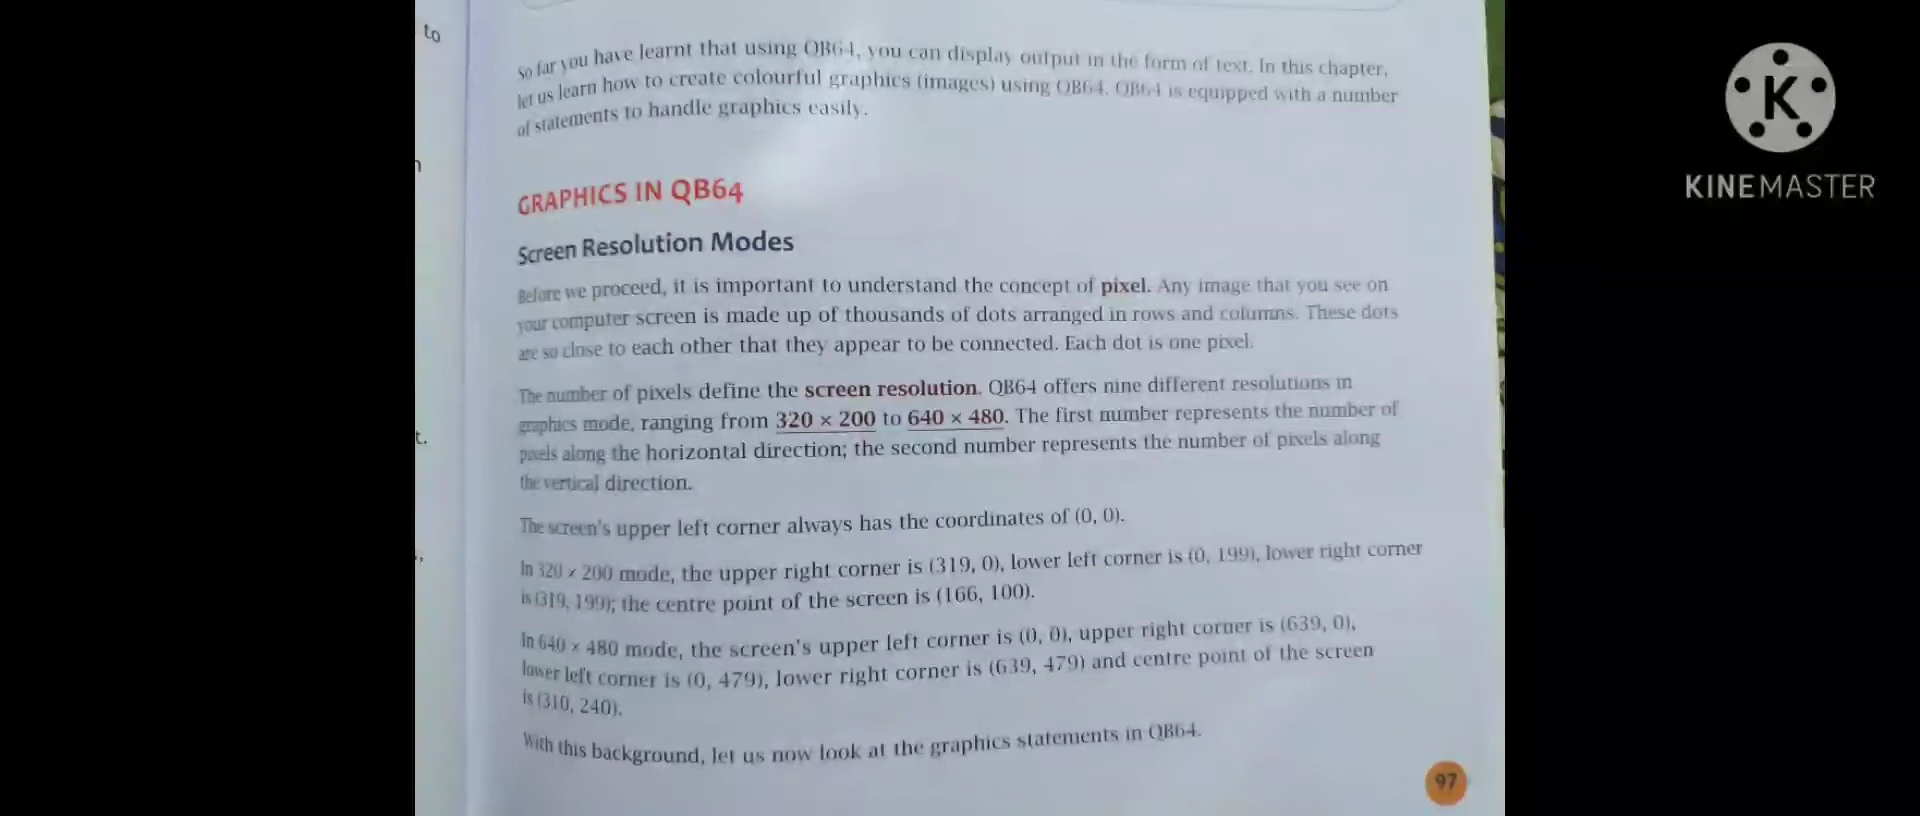 to
So far you have learnt that using QB64, you can display output in the form of text. In this chapter,
let us learn how to create colourful graphics (images) using QB64. QB64 is equipped with a number
of statements to handle graphics easily.
GRAPHICS IN QB64
Screen Resolution Modes
Before we proceed, it is important to understand the concept of pixel. Any image that you see on
your computer screen is made up of thousands of dots arranged in rows and columns. These dots
are so close to each other that they appear to be connected. Each dot is one pixel.
The number of pixels define the screen resolution. QB64 offers nine different resolutions in
graphics mode, ranging from 320 × 200 to 640 × 480. The first number represents the number of
pixels along the horizontal direction; the second number represents the number of pixels along
the vertical direction.
The screen's upper left corner always has the coordinates of (0, 0).
In 320 × 200 mode, the upper right corner is (319, 0), lower left corner is (0, 199), lower right corner
is (319, 199); the centre point of the screen is (166, 100).
In 640 × 480 mode, the screen's upper left corner is (0, 0), upper right corner is (639, 0),
lower left corner is (0, 479), lower right corner is (639, 479) and centre point of the screen
is (310, 240).
With this background, let us now look at the graphics statements in QB64.
97
K
KINEMASTER